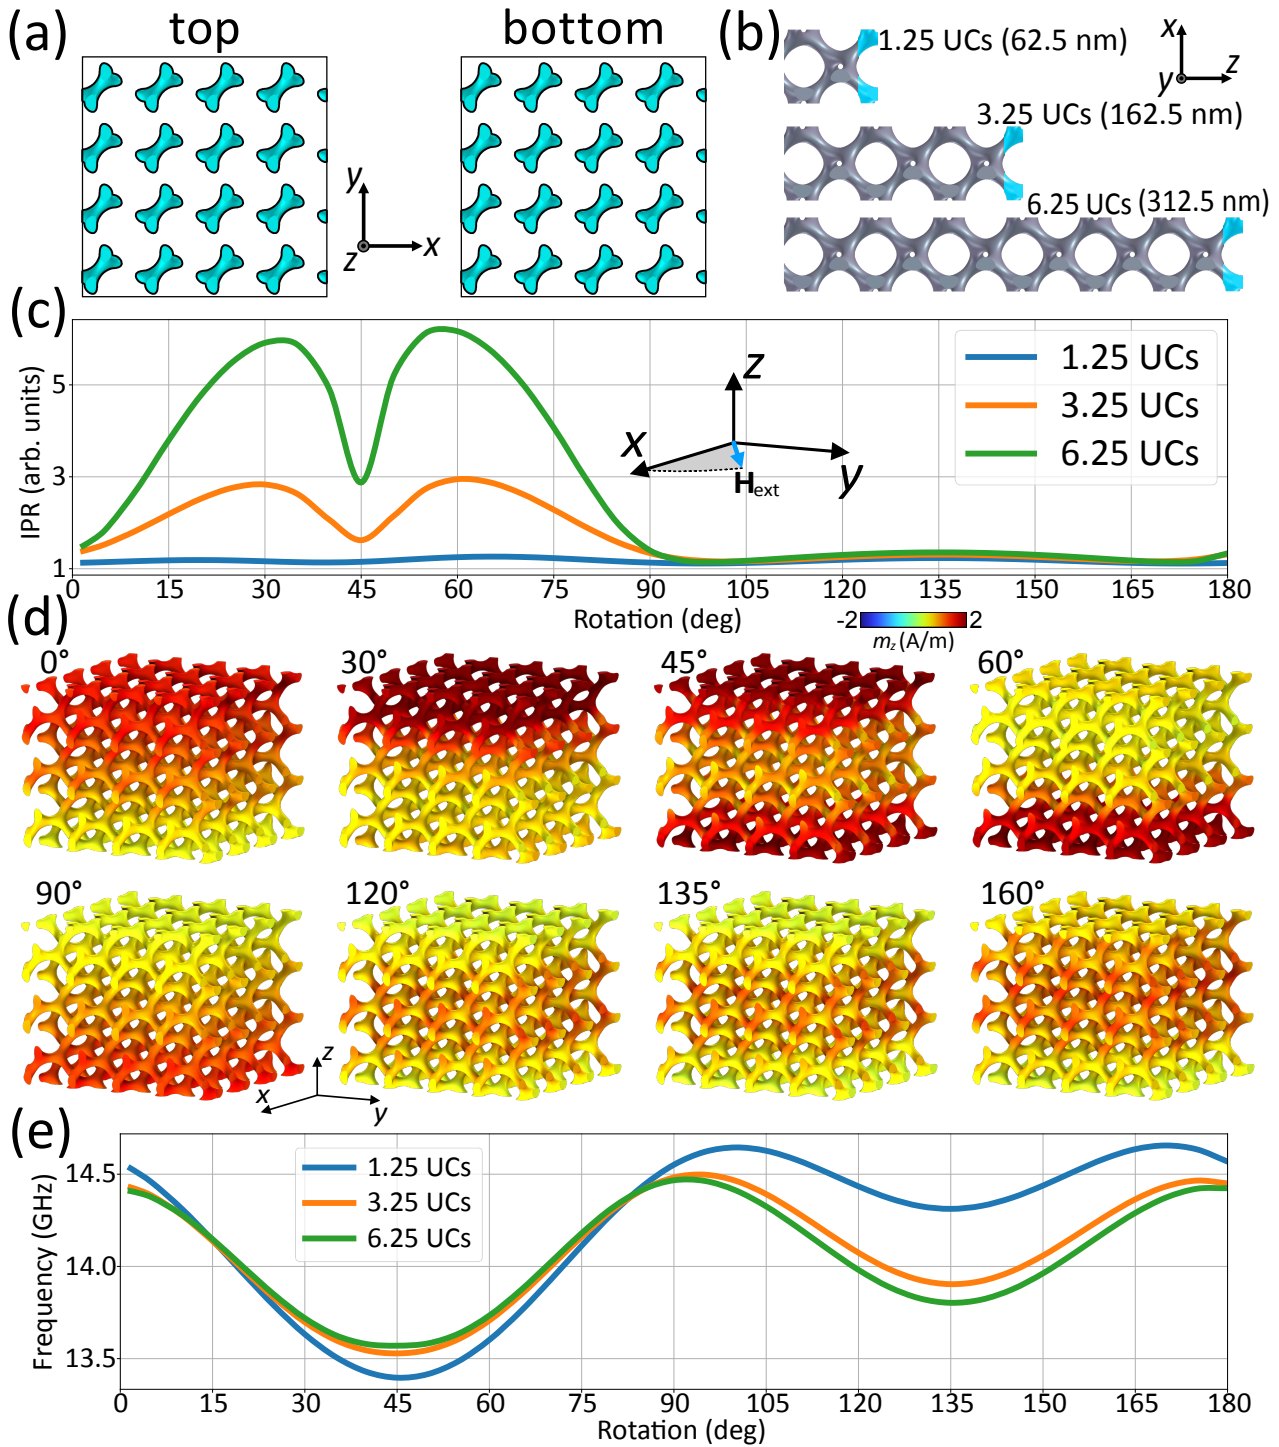 (a)
top
bottom
y
z
x
(b)
1.25 UCs (62.5 nm)
3.25 UCs (162.5 nm)
6.25 UCs (312.5 nm)
x
y
z
(c)
IPR (arb. units)
5
3
1
0
15
30
45
60
75
90
105
120
135
150
165
180
Rotation (deg)
z
x
y
Hext
1.25 UCs
3.25 UCs
6.25 UCs
(d)
-2
2
mz (A/m)
0°
30°
45°
60°
90°
120°
135°
160°
z
x
y
(e)
Frequency (GHz)
14.5
14.0
13.5
1.25 UCs
3.25 UCs
6.25 UCs
0
15
30
45
60
75
90
105
120
135
150
165
180
Rotation (deg)